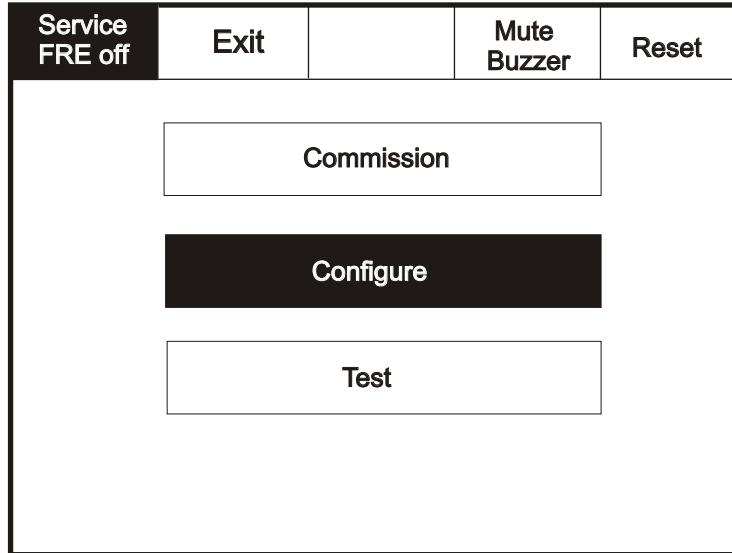 Service
FRE off
Exit
Mute
Buzzer
Reset
Commission
Configure
Test